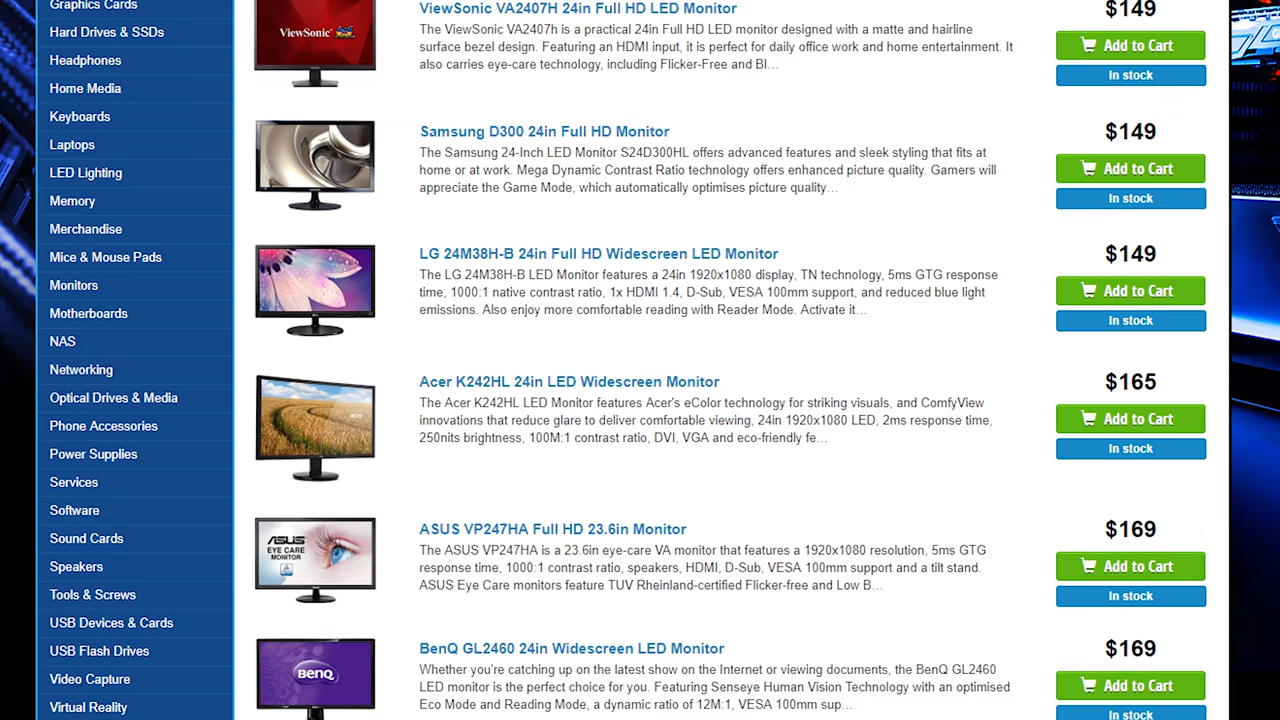 Graphics Cards
Hard Drives & SSDs
Headphones
Home Media
Keyboards
Laptops
LED Lighting
Memory
Merchandise
Mice & Mouse Pads
Monitors
Motherboards
NAS
Networking
Optical Drives & Media
Phone Accessories
Power Supplies
Services
Software
Sound Cards
Speakers
Tools & Screws
USB Devices & Cards
USB Flash Drives
Video Capture
Virtual Reality
ViewSonic
ViewSonic VA2407H 24in Full HD LED Monitor
The ViewSonic VA2407h is a practical 24in Full HD LED monitor designed with a matte and hairline
surface bezel design. Featuring an HDMI input, it is perfect for daily office work and home entertainment. It
also carries eye-care technology, including Flicker-Free and Bl…
$149
Add to Cart
In stock
Samsung D300 24in Full HD Monitor
The Samsung 24-Inch LED Monitor S24D300HL offers advanced features and sleek styling that fits at
home or at work. Mega Dynamic Contrast Ratio technology offers enhanced picture quality. Gamers will
appreciate the Game Mode, which automatically optimises picture quality…
$149
Add to Cart
In stock
LG 24M38H-B 24in Full HD Widescreen LED Monitor
The LG 24M38H-B LED Monitor features a 24in 1920x1080 display, TN technology, 5ms GTG response
time, 1000:1 native contrast ratio, 1x HDMI 1.4, D-Sub, VESA 100mm support, and reduced blue light
emissions. Also enjoy more comfortable reading with Reader Mode. Activate it…
$149
Add to Cart
In stock
Acer K242HL 24in LED Widescreen Monitor
The Acer K242HL LED Monitor features Acer's eColor technology for striking visuals, and ComfyView
innovations that reduce glare to deliver comfortable viewing, 24in 1920x1080 LED, 2ms response time,
250nits brightness, 100M:1 contrast ratio, DVI, VGA and eco-friendly fe…
$165
Add to Cart
In stock
ASUS
EYE CARE
MONITOR
ASUS VP247HA Full HD 23.6in Monitor
The ASUS VP247HA is a 23.6in eye-care VA monitor that features a 1920x1080 resolution, 5ms GTG
response time, 1000:1 contrast ratio, speakers, HDMI, D-Sub, VESA 100mm support and a tilt stand.
ASUS Eye Care monitors feature TUV Rheinland-certified Flicker-free and Low B…
$169
Add to Cart
In stock
BenQ
BenQ GL2460 24in Widescreen LED Monitor
Whether you're catching up on the latest show on the Internet or viewing documents, the BenQ GL2460
LED monitor is the perfect choice for you. Featuring Senseye Human Vision Technology with an optimised
Eco Mode and Reading Mode, a dynamic ratio of 12M:1, VESA 100mm sup…
$169
Add to Cart
In stock